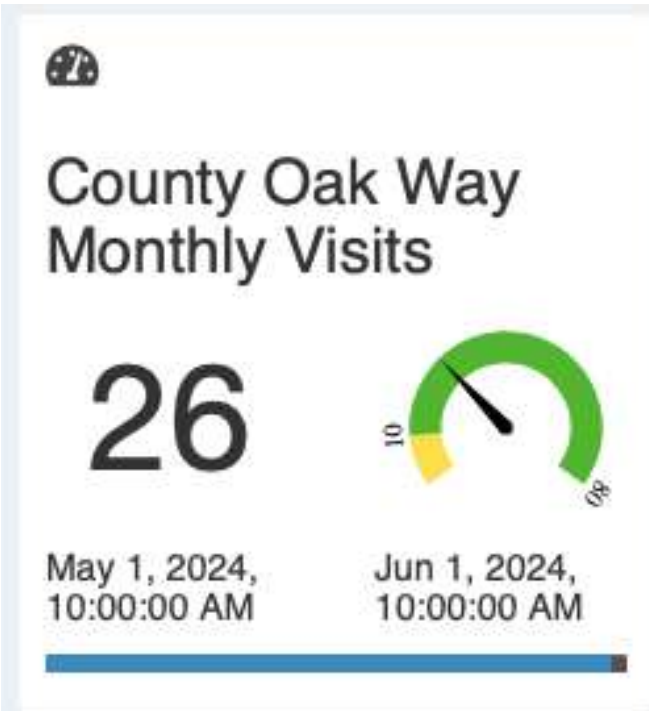 County Oak Way
Monthly Visits
26
10
80
May 1, 2024,
10:00:00 AM
Jun 1, 2024,
10:00:00 AM